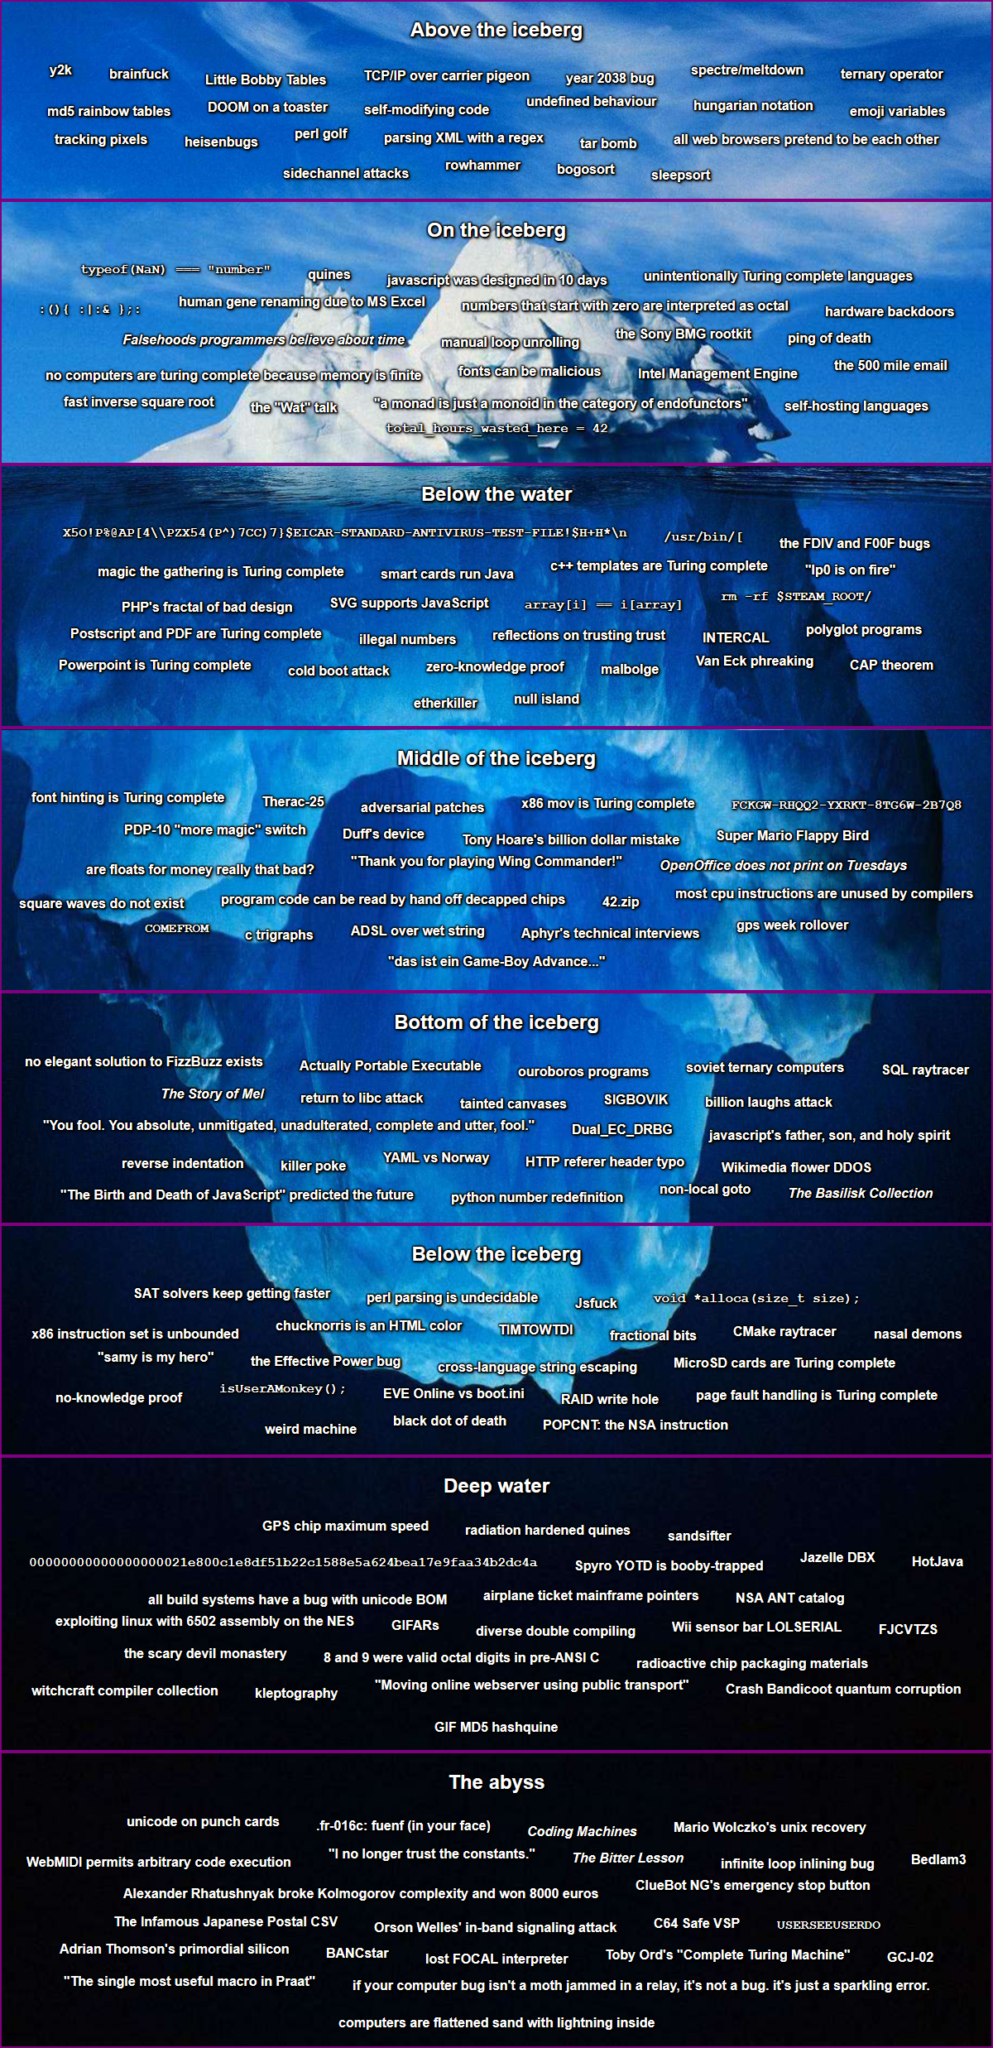 Above the iceberg
y2k brainfuck Little Bobby Tables TCP/IP over carrier pigeon year 2038 bug spectre/meltdown ternary operator
md5 rainbow tables DOOM on a toaster self-modifying code undefined behaviour hungarian notation emoji variables
tracking pixels heisenbugs perl golf parsing XML with a regex tar bomb all web browsers pretend to be each other
sidechannel attacks rowhammer bogosort sleepsort
On the iceberg
typeof(NaN) === "number" quines javascript was designed in 10 days unintentionally Turing complete languages
:(){ :|:& };: human gene renaming due to MS Excel numbers that start with zero are interpreted as octal hardware backdoors
Falsehoods programmers believe about time manual loop unrolling the Sony BMG rootkit ping of death
no computers are turing complete because memory is finite fonts can be malicious Intel Management Engine the 500 mile email
fast inverse square root the "Wat" talk "a monad is just a monoid in the category of endofunctors" self-hosting languages
total_hours_wasted_here = 42
Below the water
X5O!P%@AP[4\\PZX54(P^)7CC)7}$EICAR-STANDARD-ANTIVIRUS-TEST-FILE!$H+H*\n /usr/bin/[ the FDIV and F00F bugs
magic the gathering is Turing complete smart cards run Java c++ templates are Turing complete "lp0 is on fire"
PHP's fractal of bad design SVG supports JavaScript array[i] == i[array] rm -rf $STEAM_ROOT/
Postscript and PDF are Turing complete illegal numbers reflections on trusting trust INTERCAL polyglot programs
Powerpoint is Turing complete cold boot attack zero-knowledge proof malbolge Van Eck phreaking CAP theorem
etherkiller null island
Middle of the iceberg
font hinting is Turing complete Therac-25 adversarial patches x86 mov is Turing complete FCKGW-RHQQ2-YXRKT-8TG6W-2B7Q8
PDP-10 "more magic" switch Duff's device Tony Hoare's billion dollar mistake Super Mario Flappy Bird
are floats for money really that bad? "Thank you for playing Wing Commander!" OpenOffice does not print on Tuesdays
square waves do not exist program code can be read by hand off decapped chips 42.zip most cpu instructions are unused by compilers
COMEFROM c trigraphs ADSL over wet string Aphyr's technical interviews gps week rollover
"das ist ein Game-Boy Advance..."
Bottom of the iceberg
no elegant solution to FizzBuzz exists Actually Portable Executable ouroboros programs soviet ternary computers SQL raytracer
The Story of Mel return to libc attack tainted canvases SIGBOVIK billion laughs attack
"You fool. You absolute, unmitigated, unadulterated, complete and utter, fool." Dual_EC_DRBG javascript's father, son, and holy spirit
reverse indentation killer poke YAML vs Norway HTTP referer header typo Wikimedia flower DDOS
"The Birth and Death of JavaScript" predicted the future python number redefinition non-local goto The Basilisk Collection
Below the iceberg
SAT solvers keep getting faster perl parsing is undecidable Jsfuck void *alloca(size_t size);
x86 instruction set is unbounded chucknorris is an HTML color TIMTOWTDI fractional bits CMake raytracer nasal demons
"samy is my hero" the Effective Power bug cross-language string escaping MicroSD cards are Turing complete
no-knowledge proof isUserAMonkey(); EVE Online vs boot.ini RAID write hole page fault handling is Turing complete
weird machine black dot of death POPCNT: the NSA instruction
Deep water
GPS chip maximum speed radiation hardened quines sandsifter
00000000000000000021e800c1e8df51b22c1588e5a624bea17e9faa34b2dc4a Spyro YOTD is booby-trapped Jazelle DBX HotJava
all build systems have a bug with unicode BOM airplane ticket mainframe pointers NSA ANT catalog
exploiting linux with 6502 assembly on the NES GIFARs diverse double compiling Wii sensor bar LOLSERIAL FJCVTZS
the scary devil monastery 8 and 9 were valid octal digits in pre-ANSI C radioactive chip packaging materials
witchcraft compiler collection kleptography "Moving online webserver using public transport" Crash Bandicoot quantum corruption
GIF MD5 hashquine
The abyss
unicode on punch cards .fr-016c: fuenf (in your face) Coding Machines Mario Wolczko's unix recovery
WebMIDI permits arbitrary code execution "I no longer trust the constants." The Bitter Lesson infinite loop inlining bug Bedlam3
Alexander Rhatushnyak broke Kolmogorov complexity and won 8000 euros ClueBot NG's emergency stop button
The Infamous Japanese Postal CSV Orson Welles' in-band signaling attack C64 Safe VSP USERSEEUSERDO
Adrian Thomson's primordial silicon BANCstar lost FOCAL interpreter Toby Ord's "Complete Turing Machine" GCJ-02
"The single most useful macro in Praat" if your computer bug isn't a moth jammed in a relay, it's not a bug. it's just a sparkling error.
computers are flattened sand with lightning inside